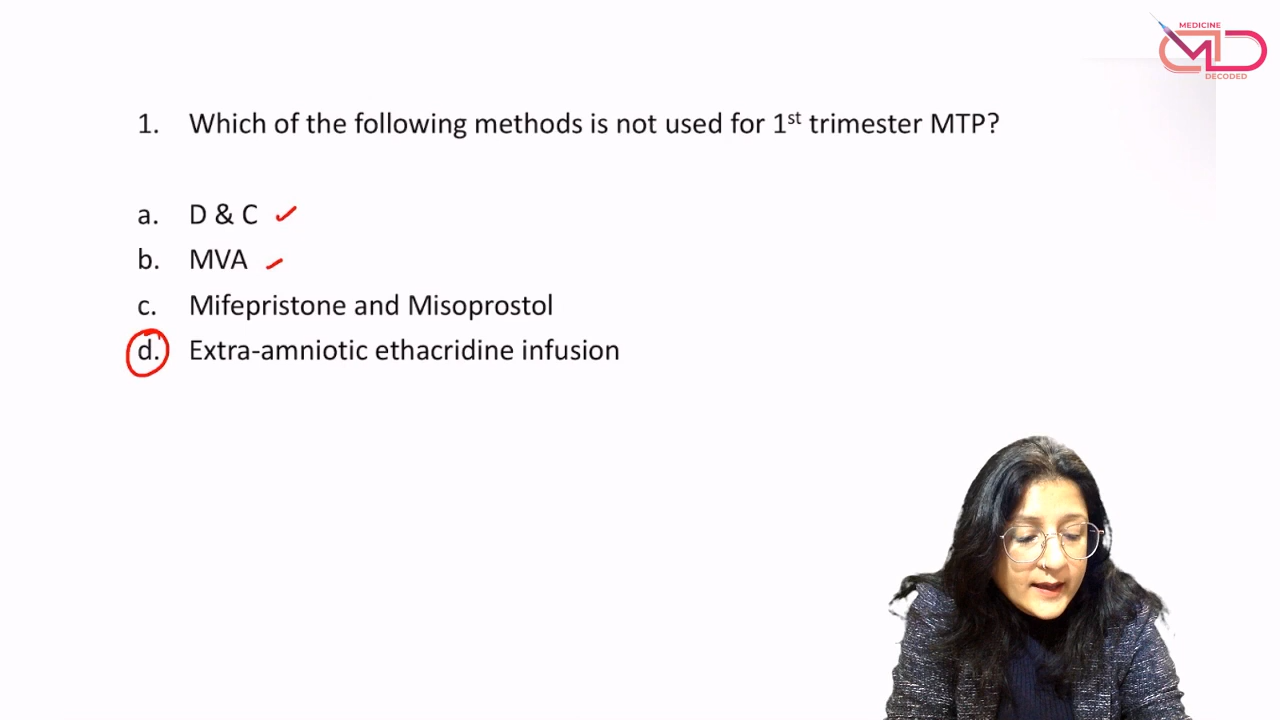 MEDICINE
MD
DECODED
1. Which of the following methods is not used for 1st trimester MTP?
a. D & C
b. MVA
c. Mifepristone and Misoprostol
d. Extra-amniotic ethacridine infusion